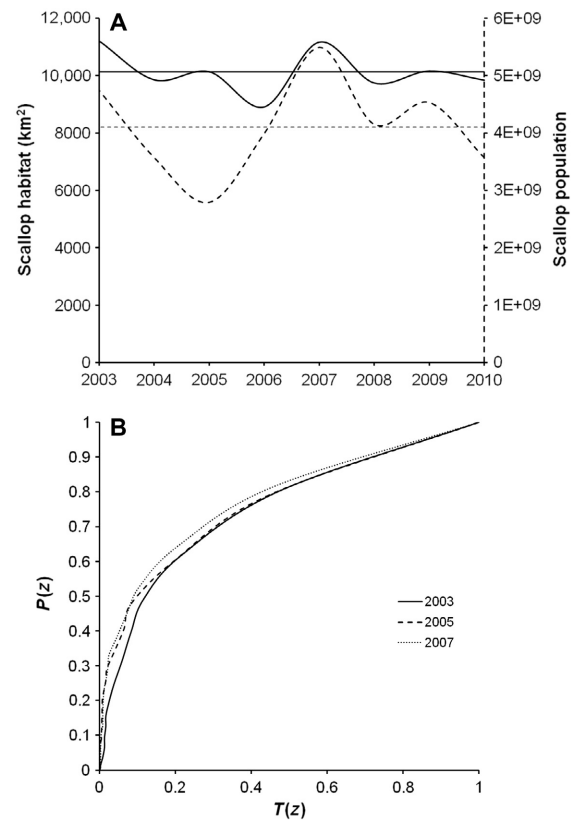 A
Scallop habitat (km²)
Scallop population
12,000
10,000
8000
6000
4000
2000
0
6E+09
5E+09
4E+09
3E+09
2E+09
1E+09
0
2003 2004 2005 2006 2007 2008 2009 2010
B
P(z)
1
0.9
0.8
0.7
0.6
0.5
0.4
0.3
0.2
0.1
0
2003
2005
2007
0 0.2 0.4 0.6 0.8 1
T(z)